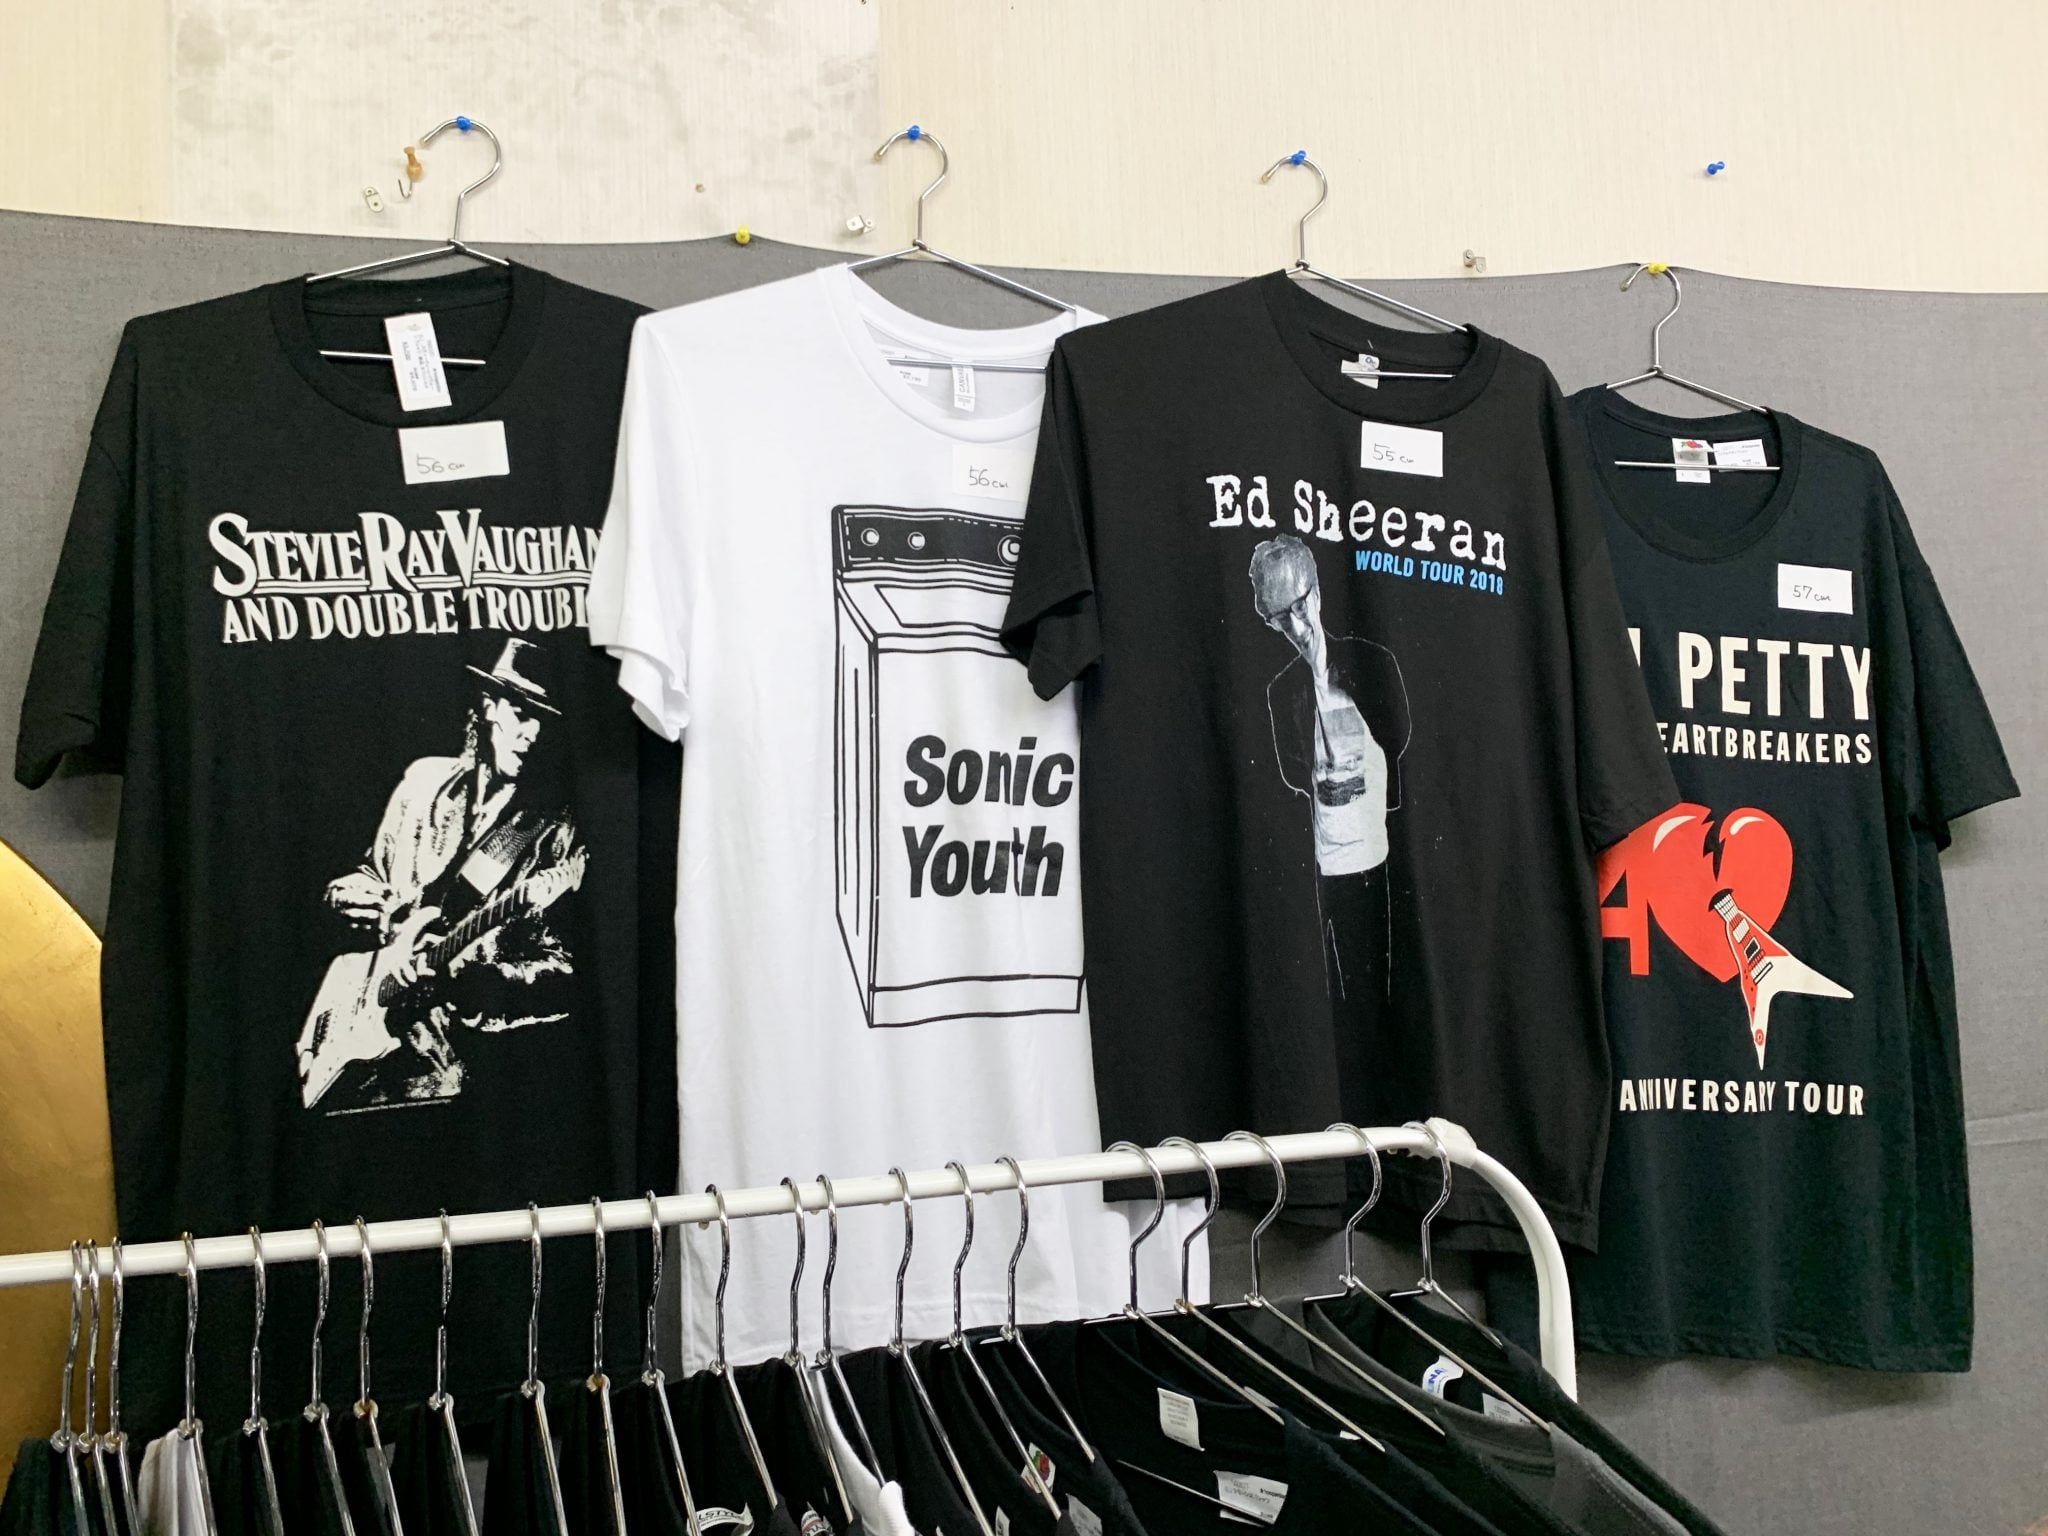 56cm
STEVIE RAY VAUGHAN
AND DOUBLE TROUBL
56cm
CANVAS
Sonic
Youth
55cm
Ed Sheeran
WORLD TOUR 2018
57cm
PETTY
EARTBREAKERS
40
ANNIVERSARY TOUR